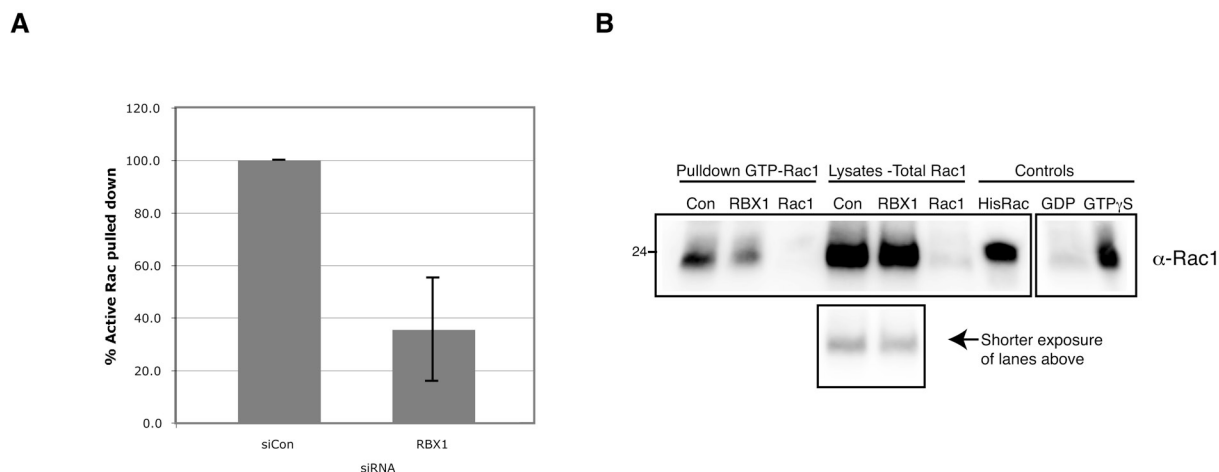 A
% Active Rac pulled down
120.0
100.0
80.0
60.0
40.0
20.0
0.0
siCon RBX1
siRNA
B
Pulldown GTP-Rac1 Lysates -Total Rac1 Controls
Con RBX1 Rac1 Con RBX1 Rac1 HisRac GDP GTPγS
24
α-Rac1
Shorter exposure
of lanes above